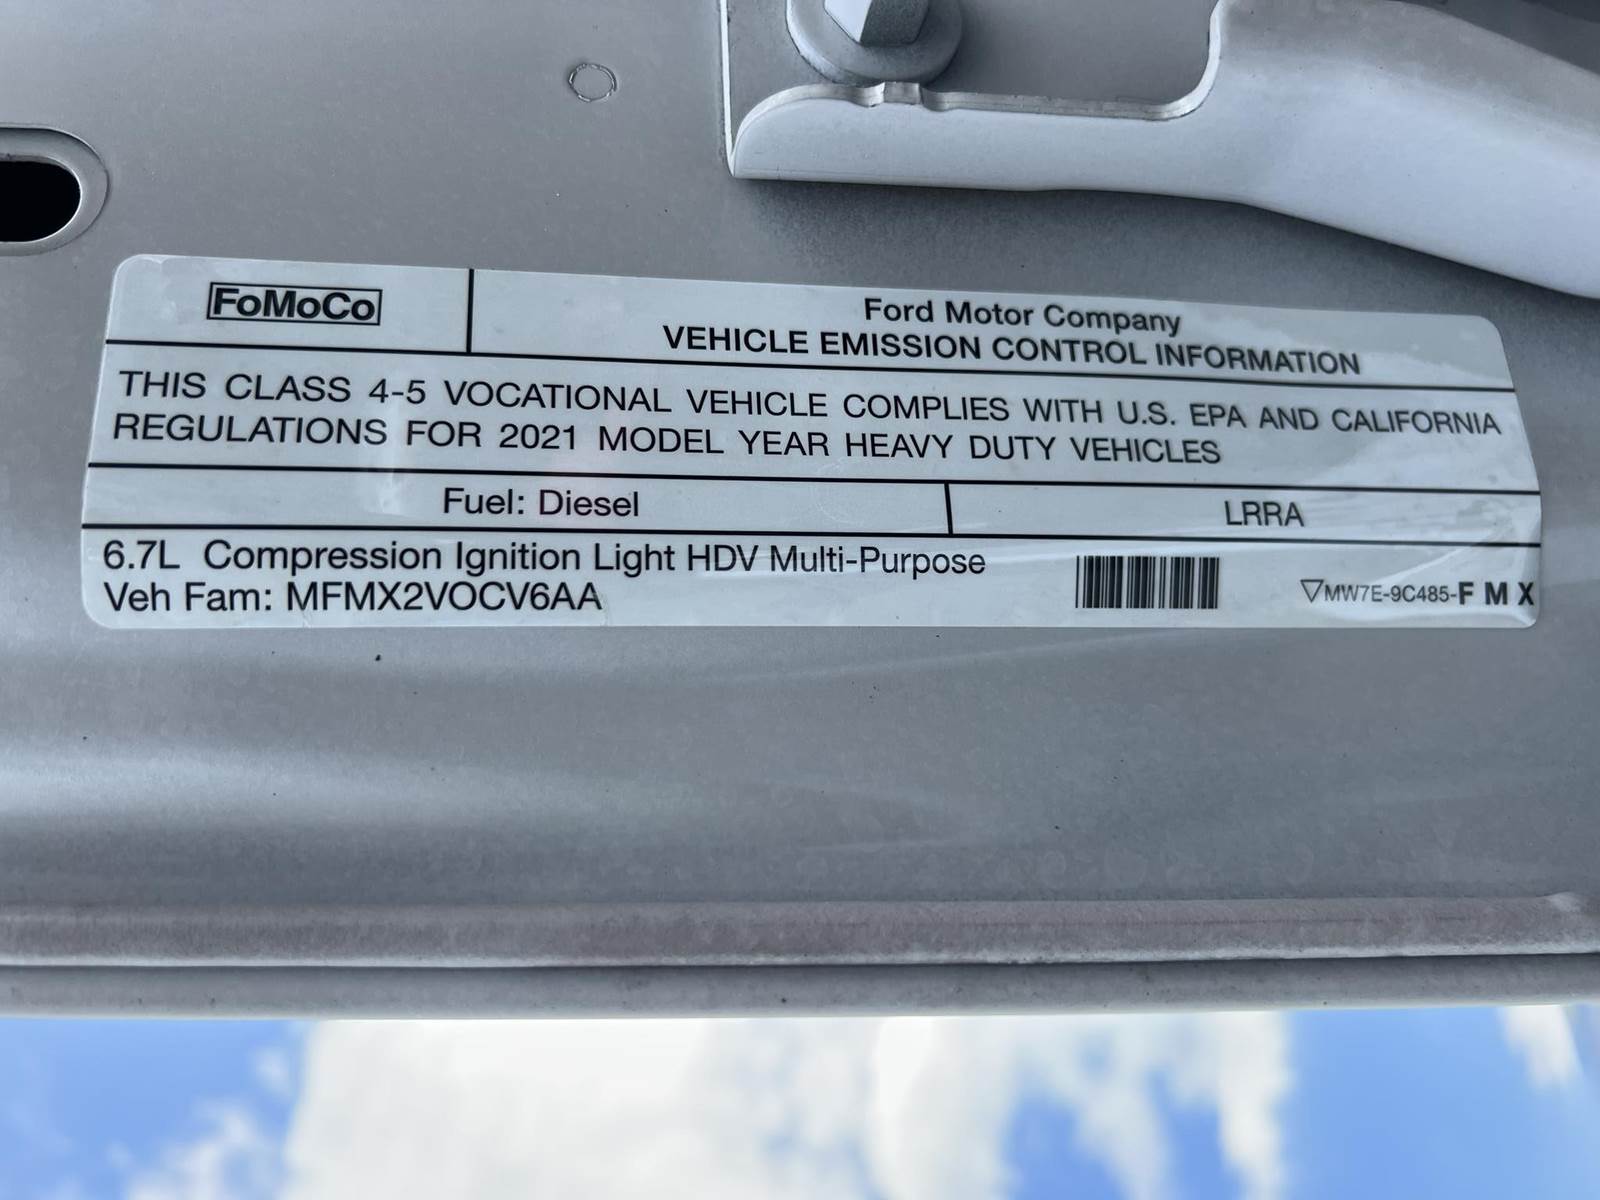 FoMoCo
Ford Motor Company
VEHICLE EMISSION CONTROL INFORMATION
THIS CLASS 4-5 VOCATIONAL VEHICLE COMPLIES WITH U.S. EPA AND CALIFORNIA
REGULATIONS FOR 2021 MODEL YEAR HEAVY DUTY VEHICLES
Fuel: Diesel
LRRA
6.7L Compression Ignition Light HDV Multi-Purpose
Veh Fam: MFMX2VOCV6AA
▽MW7E-9C485-F M X